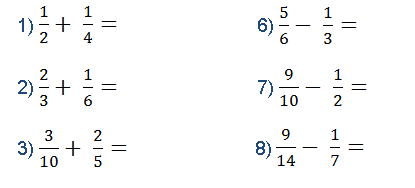 1) 1/2 + 1/4 =
6) 5/6 − 1/3 =
2) 2/3 + 1/6 =
7) 9/10 − 1/2 =
3) 3/10 + 2/5 =
8) 9/14 − 1/7 =